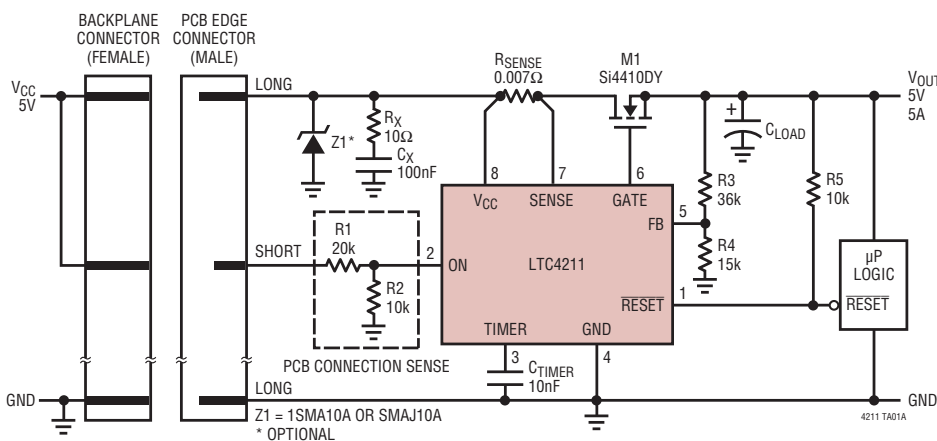 BACKPLANE
CONNECTOR
(FEMALE)
PCB EDGE
CONNECTOR
(MALE)
VCC
5V
LONG
Z1*
RX
10Ω
CX
100nF
RSENSE
0.007Ω
M1
Si4410DY
VOUT
5V
5A
+
CLOAD
R3
36k
R5
10k
8
7
6
VCC
SENSE
GATE
5
FB
R4
15k
SHORT
R1
20k
2
ON
LTC4211
R2
10k
µP
LOGIC
RESET
1
RESET
TIMER
GND
PCB CONNECTION SENSE
3
4
CTIMER
10nF
GND
LONG
GND
Z1 = 1SMA10A OR SMAJ10A
* OPTIONAL
4211 TA01A